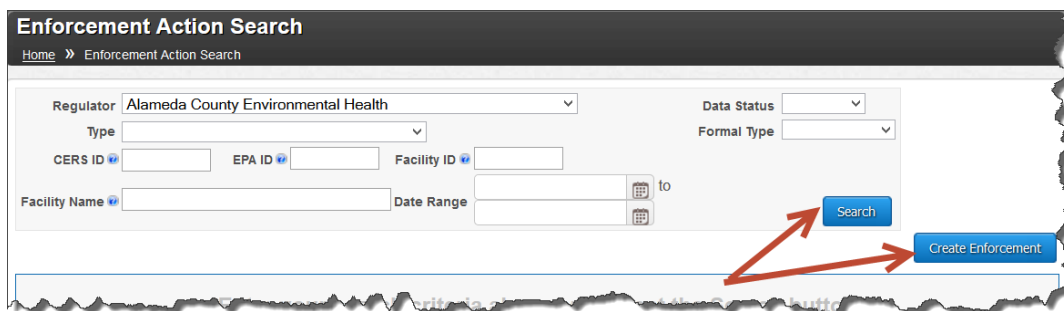 Enforcement Action Search
Home » Enforcement Action Search
Regulator Alameda County Environmental Health Data Status
Type Formal Type
CERS ID EPA ID Facility ID
Facility Name Date Range to
Search
Create Enforcement